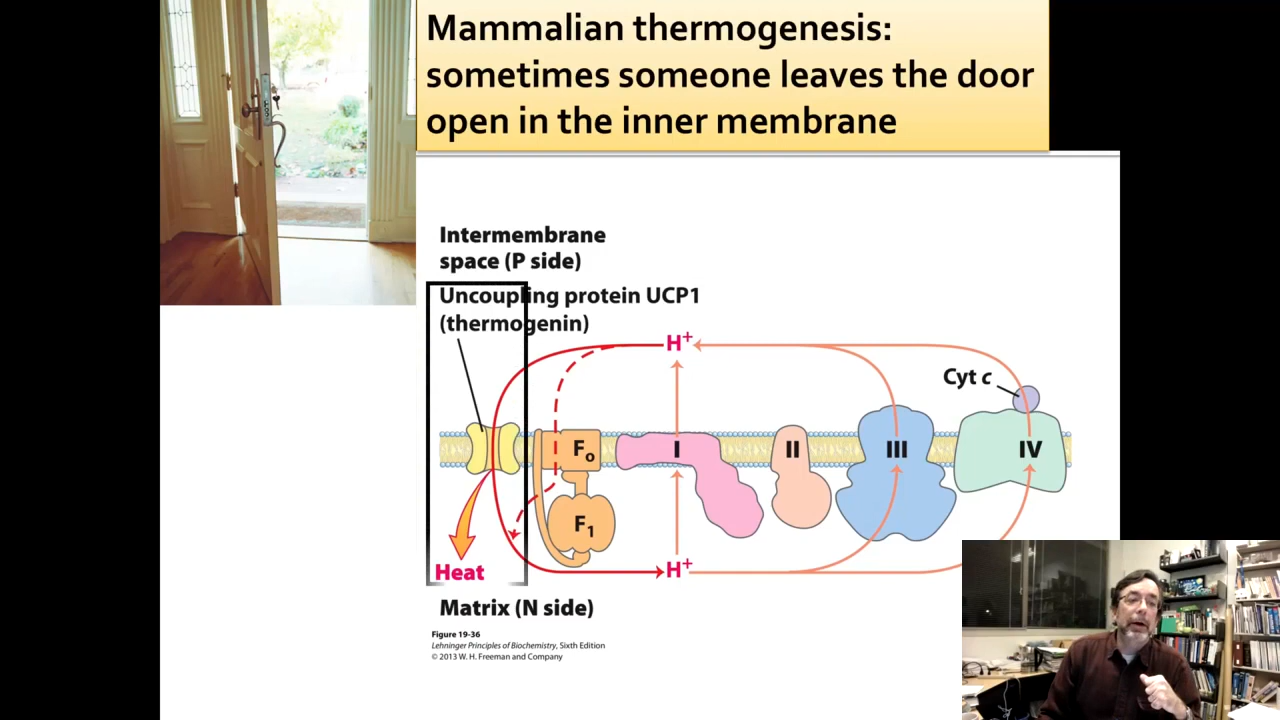 Mammalian thermogenesis:
sometimes someone leaves the door
open in the inner membrane
Intermembrane
space (P side)
Uncoupling protein UCP1
(thermogenin)
H+
Cyt c
Fo
I
II
III
IV
F1
Heat
H+
Matrix (N side)
Figure 19-36
Lehninger Principles of Biochemistry, Sixth Edition
© 2013 W. H. Freeman and Company